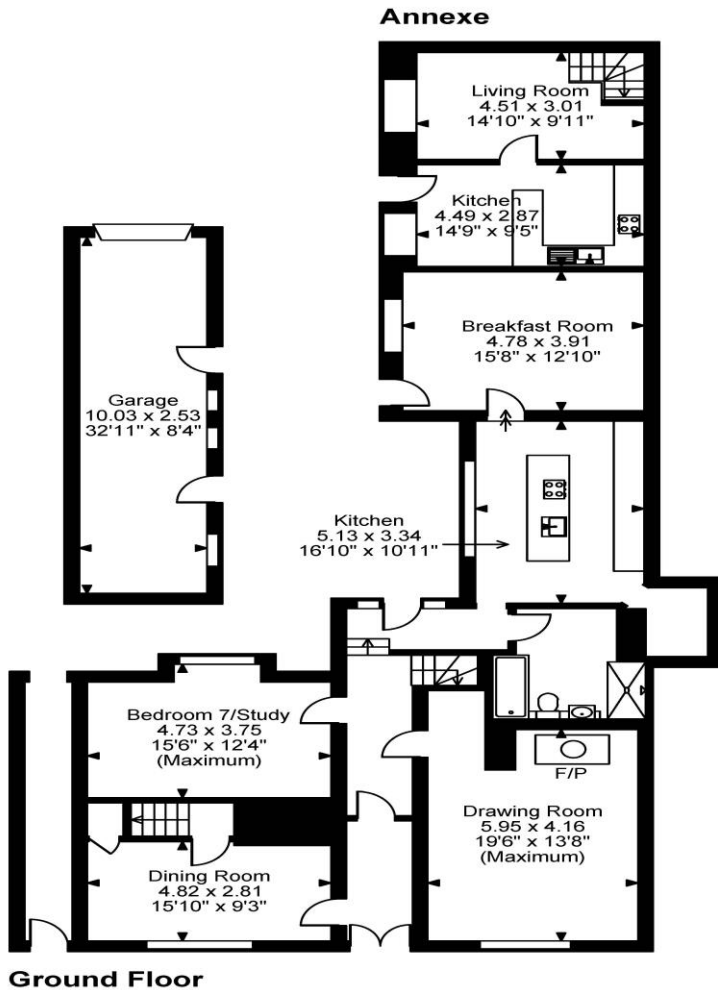 Annexe
Living Room
4.51 x 3.01
14'10" x 9'11"
Kitchen
4.49 x 2.87
14'9" x 9'5"
Breakfast Room
4.78 x 3.91
15'8" x 12'10"
Garage
10.03 x 2.53
32'11" x 8'4"
Kitchen
5.13 x 3.34
16'10" x 10'11"
Bedroom 7/Study
4.73 x 3.75
15'6" x 12'4"
(Maximum)
F/P
Drawing Room
5.95 x 4.16
19'6" x 13'8"
(Maximum)
Dining Room
4.82 x 2.81
15'10" x 9'3"
Ground Floor